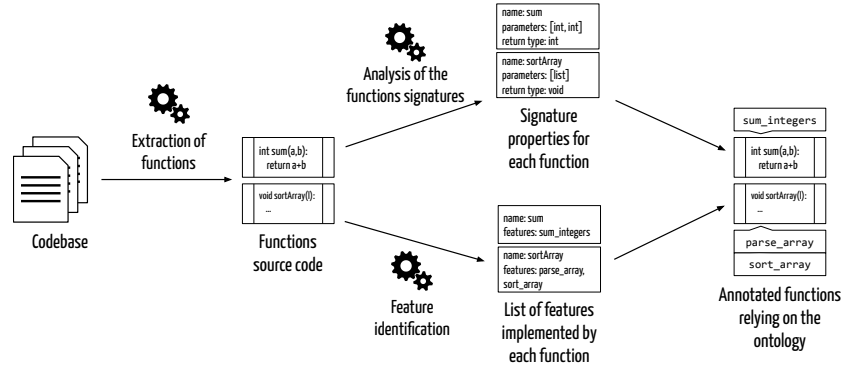 Codebase
Extraction of
functions
int sum(a,b):
return a+b
void sortArray(l):
...
Functions
source code
Analysis of the
functions signatures
name: sum
parameters: [int, int]
return type: int
name: sortArray
parameters: [list]
return type: void
Signature
properties for
each function
Feature
identification
name: sum
features: sum_integers
name: sortArray
features: parse_array,
sort_array
List of features
implemented by
each function
sum_integers
int sum(a,b):
return a+b
void sortArray(l):
...
parse_array
sort_array
Annotated functions
relying on the
ontology